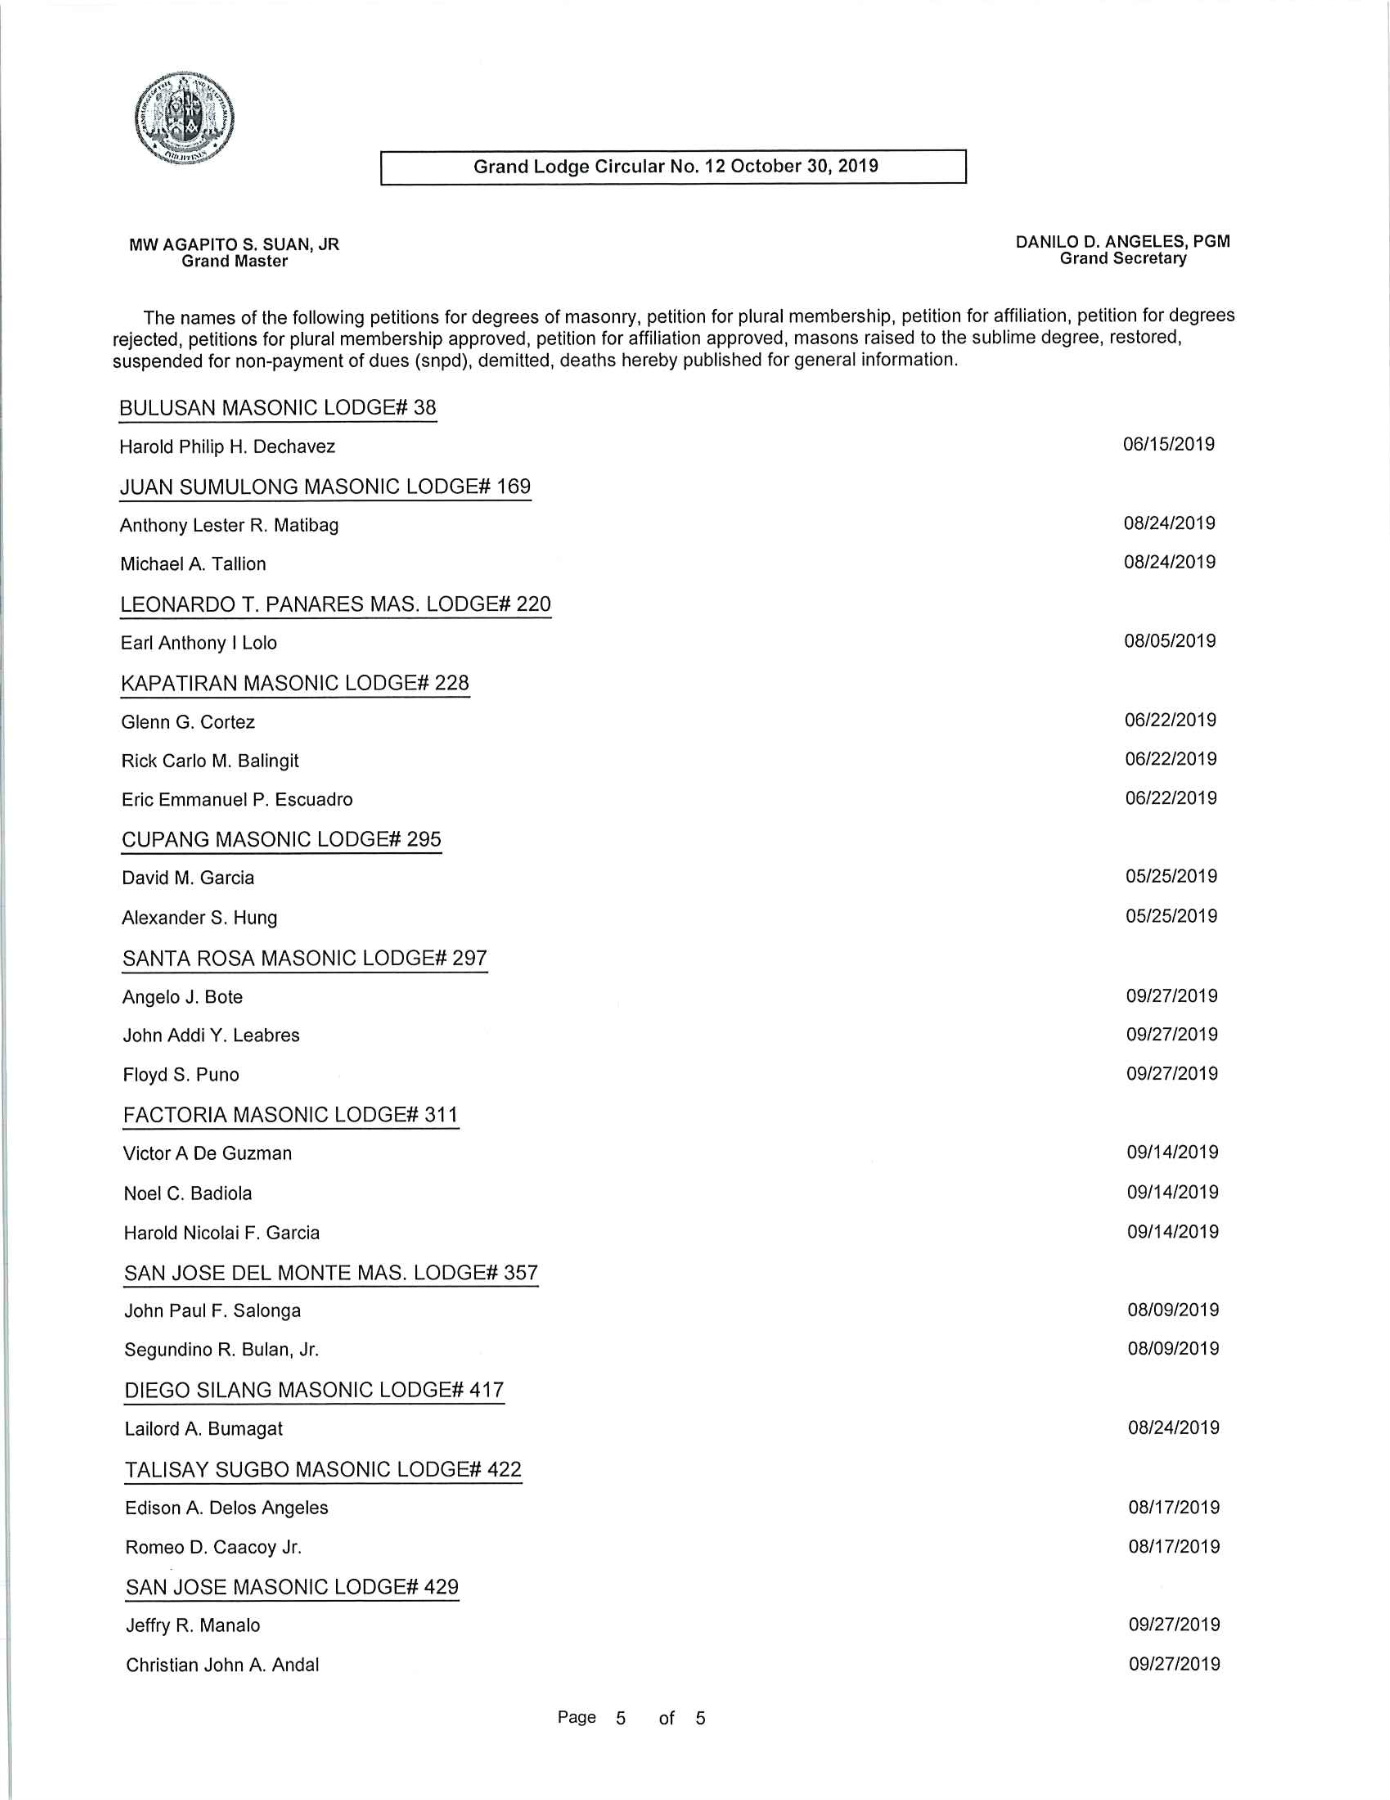 Grand Lodge Circular No. 12 October 30, 2019
MW AGAPITO S. SUAN, JR
Grand Master
DANILO D. ANGELES, PGM
Grand Secretary
The names of the following petitions for degrees of masonry, petition for plural membership, petition for affiliation, petition for degrees
rejected, petitions for plural membership approved, petition for affiliation approved, masons raised to the sublime degree, restored,
suspended for non-payment of dues (snpd), demitted, deaths hereby published for general information.
BULUSAN MASONIC LODGE# 38
Harold Philip H. Dechavez 06/15/2019
JUAN SUMULONG MASONIC LODGE# 169
Anthony Lester R. Matibag 08/24/2019
Michael A. Tallion 08/24/2019
LEONARDO T. PANARES MAS. LODGE# 220
Earl Anthony I Lolo 08/05/2019
KAPATIRAN MASONIC LODGE# 228
Glenn G. Cortez 06/22/2019
Rick Carlo M. Balingit 06/22/2019
Eric Emmanuel P. Escuadro 06/22/2019
CUPANG MASONIC LODGE# 295
David M. Garcia 05/25/2019
Alexander S. Hung 05/25/2019
SANTA ROSA MASONIC LODGE# 297
Angelo J. Bote 09/27/2019
John Addi Y. Leabres 09/27/2019
Floyd S. Puno 09/27/2019
FACTORIA MASONIC LODGE# 311
Victor A De Guzman 09/14/2019
Noel C. Badiola 09/14/2019
Harold Nicolai F. Garcia 09/14/2019
SAN JOSE DEL MONTE MAS. LODGE# 357
John Paul F. Salonga 08/09/2019
Segundino R. Bulan, Jr. 08/09/2019
DIEGO SILANG MASONIC LODGE# 417
Lailord A. Bumagat 08/24/2019
TALISAY SUGBO MASONIC LODGE# 422
Edison A. Delos Angeles 08/17/2019
Romeo D. Caacoy Jr. 08/17/2019
SAN JOSE MASONIC LODGE# 429
Jeffry R. Manalo 09/27/2019
Christian John A. Andal 09/27/2019
Page 5 of 5